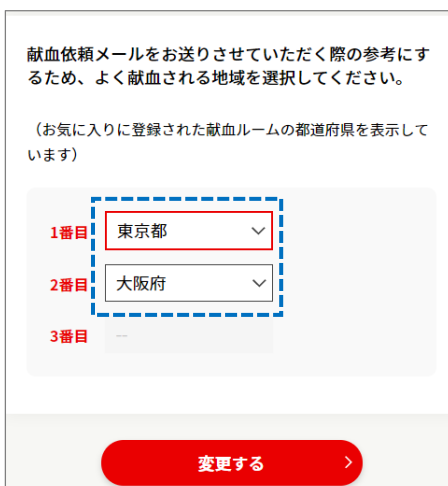 献血依頼メールをお送りさせていただく際の参考にす
るため、よく献血される地域を選択してください。
（お気に入りに登録された献血ルームの都道府県を表示して
います）
1番目 東京都
2番目 大阪府
3番目 --
変更する